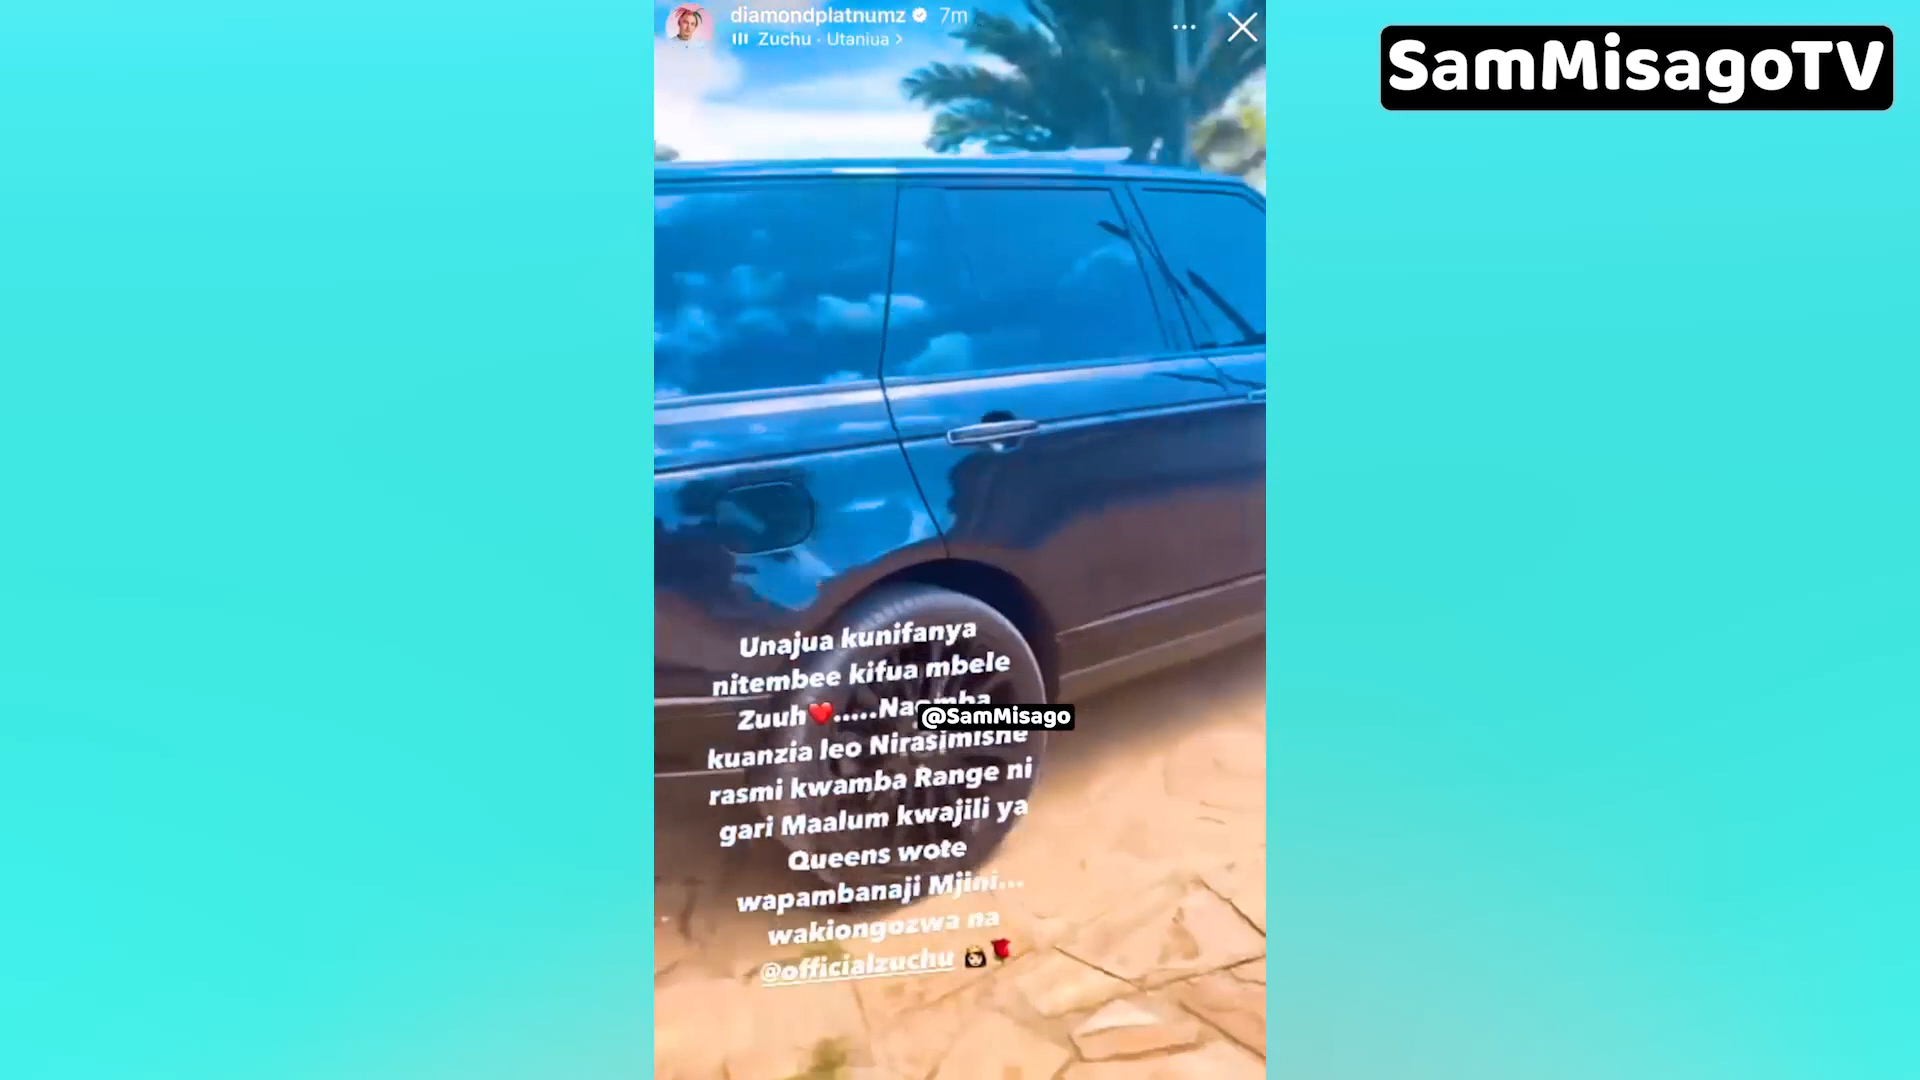 diamondplatnumz 7m
Zuchu · Utaniua >
SamMisagoTV
Unajua kunifanya
nitembee kifua mbele
Zuuh❤️.....
@SamMisago
kuanzia leo Nirasimishe
rasmi kwamba Range ni
gari Maalum kwajili ya
Queens wote
wapambanaji Mjini...
wakiongozwa na
@officialzuchu 👸🏻🌹